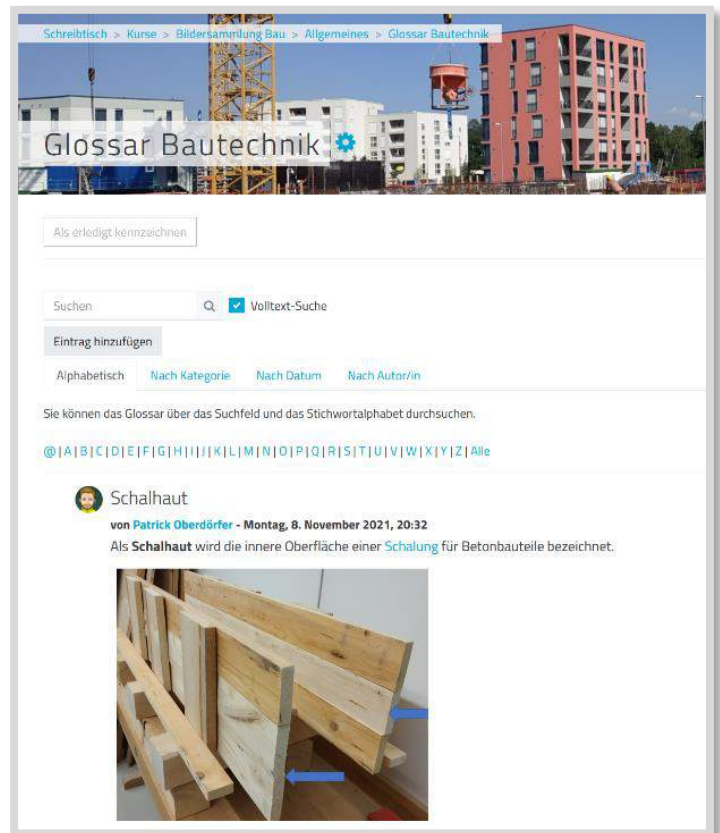 Schreibtisch > Kurse > Bildersammlung Bau > Allgemeines > Glossar Bautechnik
Glossar Bautechnik
Als erledigt kennzeichnen
Suchen
Volltext-Suche
Eintrag hinzufügen
Alphabetisch Nach Kategorie Nach Datum Nach Autor/in
Sie können das Glossar über das Suchfeld und das Stichwortalphabet durchsuchen.
@ | A | B | C | D | E | F | G | H | I | J | K | L | M | N | O | P | Q | R | S | T | U | V | W | X | Y | Z | Alle
Schalhaut
von Patrick Oberdörfer - Montag, 8. November 2021, 20:32
Als Schalhaut wird die innere Oberfläche einer Schalung für Betonbauteile bezeichnet.